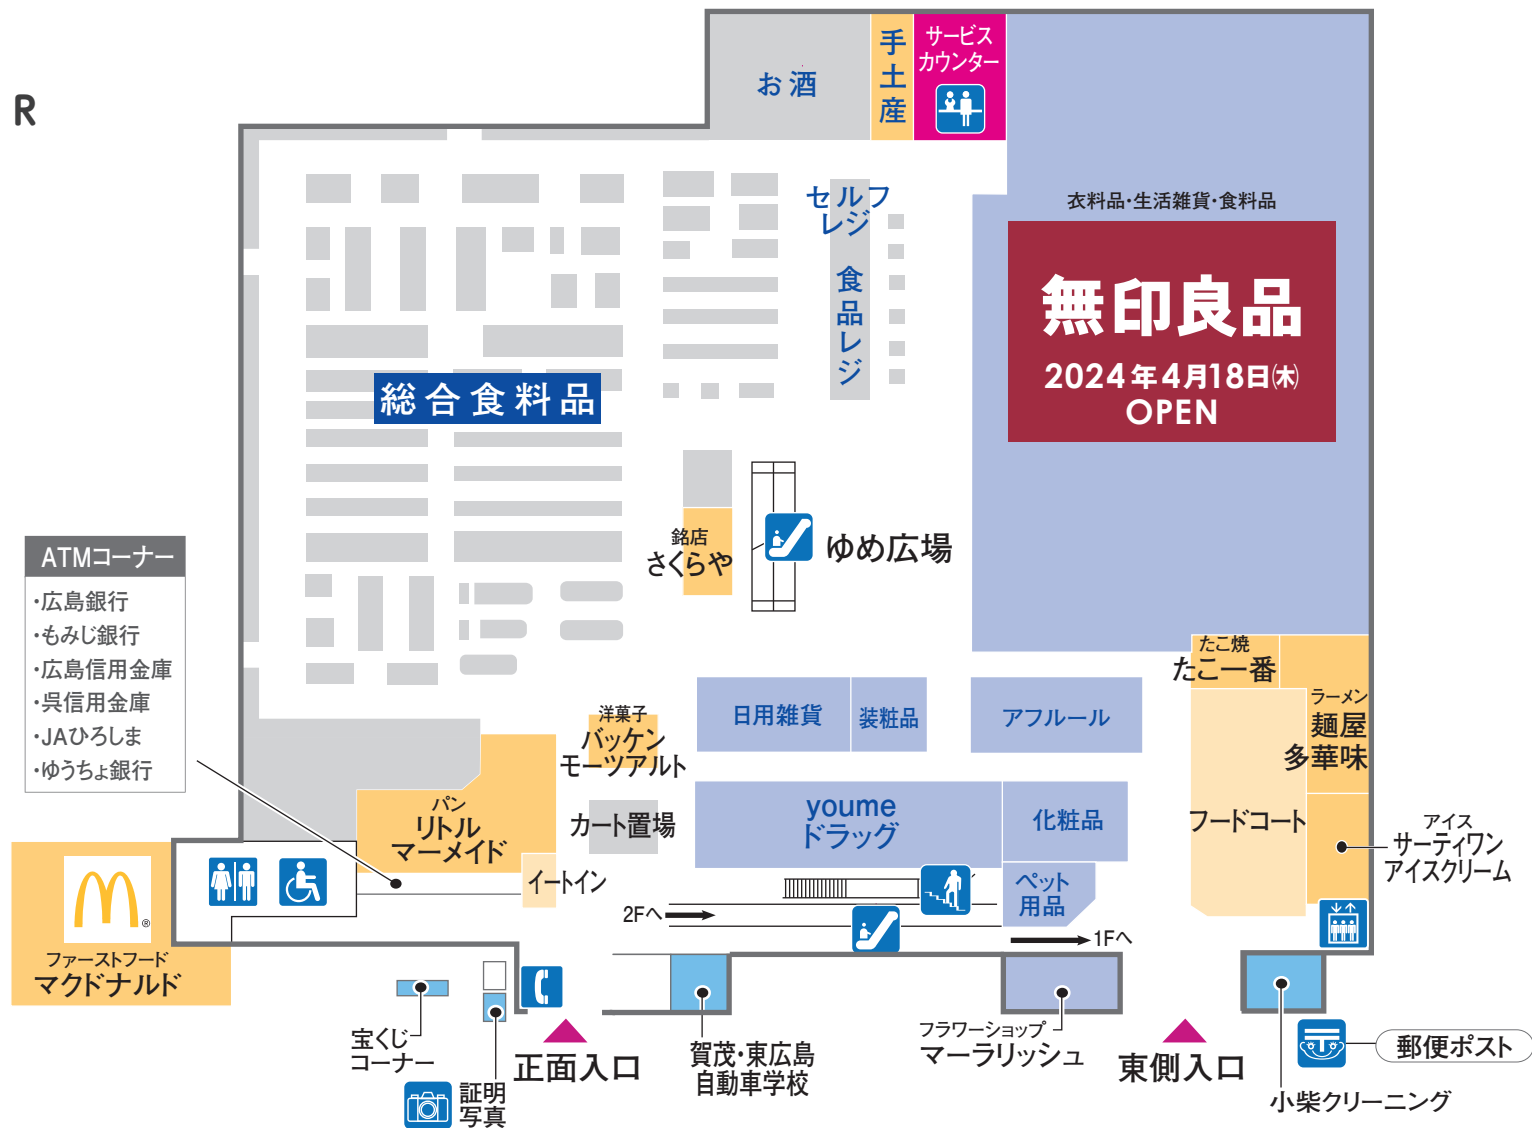 R
お酒
手土産
サービス
カウンター
セルフ
レジ
食品レジ
衣料品・生活雑貨・食料品
無印良品
2024年4月18日(木)
OPEN
総合食料品
銘店
さくらや
ゆめ広場
ATMコーナー
・広島銀行
・もみじ銀行
・広島信用金庫
・呉信用金庫
・JAひろしま
・ゆうちょ銀行
洋菓子
バッケン
モーツアルト
日用雑貨
装粧品
アフルール
たこ焼
たこ一番
ラーメン
麺屋
多華味
パン
リトル
マーメイド
カート置場
youme
ドラッグ
化粧品
フードコート
アイス
サーティワン
アイスクリーム
イートイン
ペット
用品
2Fへ
1Fへ
®
ファーストフード
マクドナルド
宝くじ
コーナー
証明
写真
正面入口
賀茂・東広島
自動車学校
フラワーショップ
マーラリッシュ
東側入口
郵便ポスト
小柴クリーニング